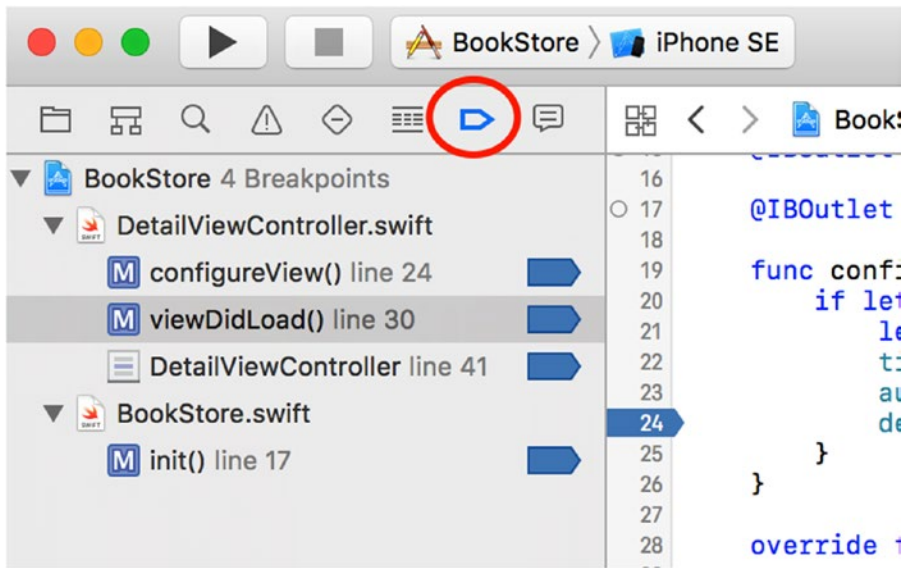 BookStore iPhone SE
BookStore 4 Breakpoints
DetailViewController.swift
M configureView() line 24
M viewDidLoad() line 30
DetailViewController line 41
BookStore.swift
M init() line 17
16
17 @IBOutlet
18
19 func conf
20 if let
21
22
23
24
25 }
26 }
27
28 override